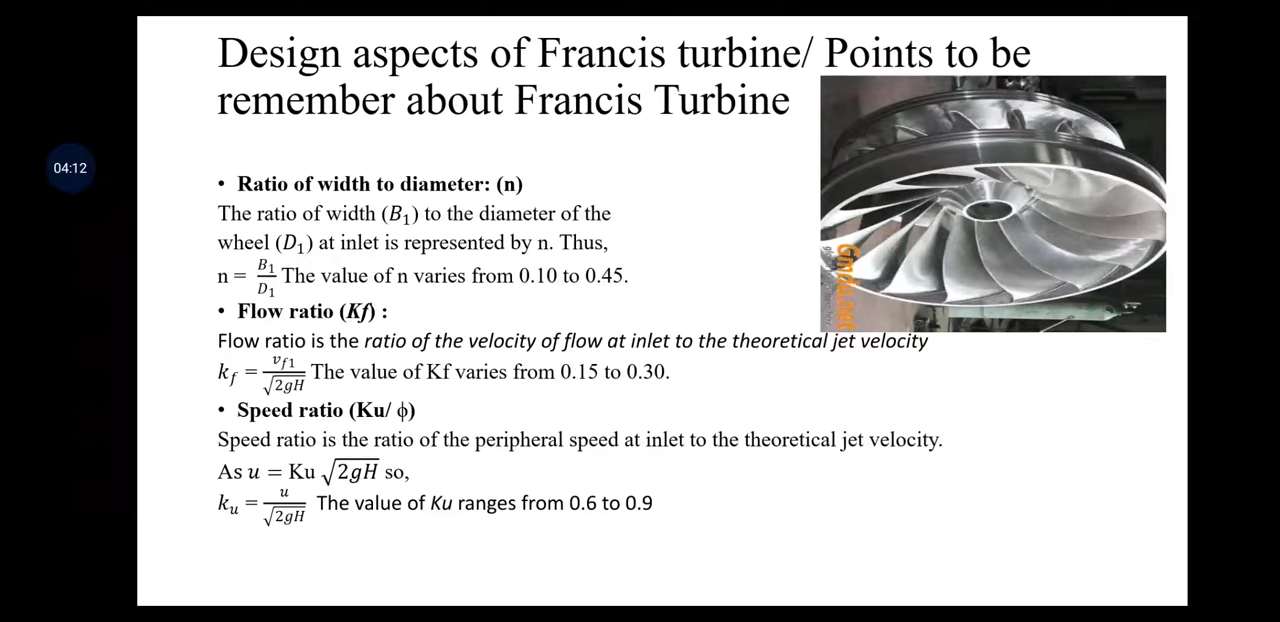 Design aspects of Francis turbine/ Points to be
remember about Francis Turbine
04:12
• Ratio of width to diameter: (n)
The ratio of width (B₁) to the diameter of the
wheel (D₁) at inlet is represented by n. Thus,
n = B₁/D₁ The value of n varies from 0.10 to 0.45.
• Flow ratio (Kf) :
Flow ratio is the ratio of the velocity of flow at inlet to the theoretical jet velocity
k_f = v_f1/√2gH The value of Kf varies from 0.15 to 0.30.
• Speed ratio (Ku/ ϕ)
Speed ratio is the ratio of the peripheral speed at inlet to the theoretical jet velocity.
As u = Ku √2gH so,
k_u = u/√2gH The value of Ku ranges from 0.6 to 0.9